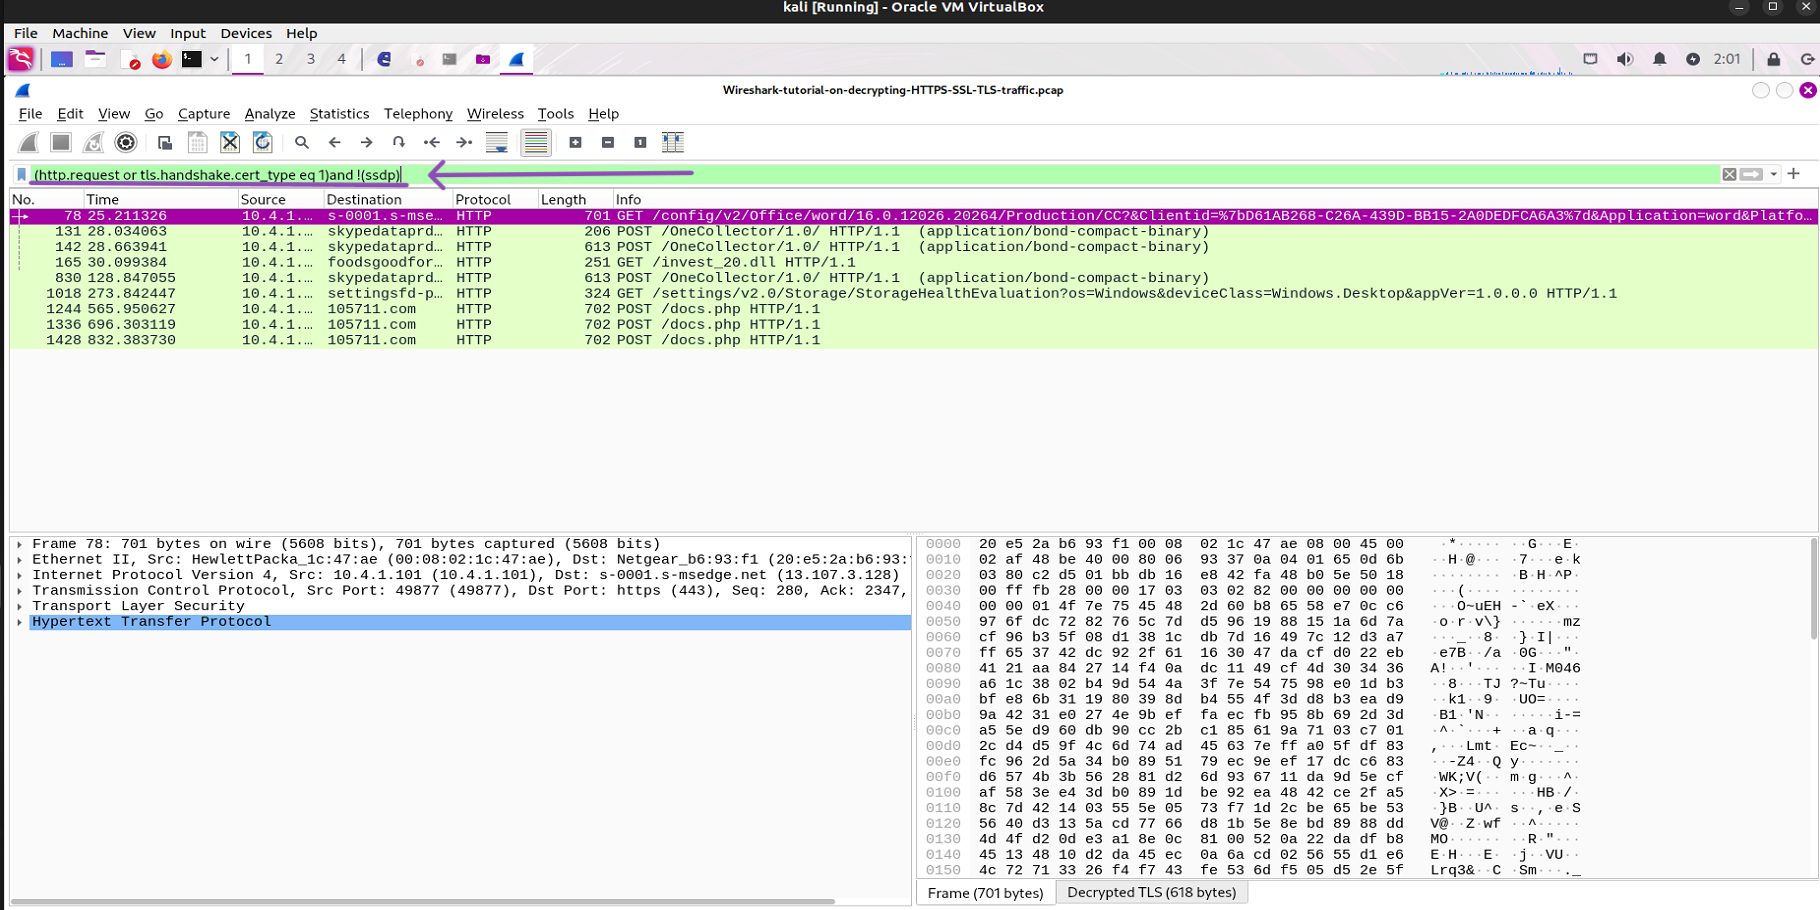 kali [Running] - Oracle VM VirtualBox
File Machine View Input Devices Help
1 2 3 4 2:01
Wireshark-tutorial-on-decrypting-HTTPS-SSL-TLS-traffic.pcap
File Edit View Go Capture Analyze Statistics Telephony Wireless Tools Help
(http.request or tls.handshake.cert_type eq 1)and !(ssdp)
No. Time Source Destination Protocol Length Info
78 25.211326 10.4.1.… s-0001.s-mse… HTTP 701 GET /config/v2/Office/word/16.0.12026.20264/Production/CC?&Clientid=%7bD61AB268-C26A-439D-BB15-2A0DEDFCA6A3%7d&Application=word&Platfo…
131 28.034063 10.4.1.… skypedataprd… HTTP 206 POST /OneCollector/1.0/ HTTP/1.1 (application/bond-compact-binary)
142 28.663941 10.4.1.… skypedataprd… HTTP 613 POST /OneCollector/1.0/ HTTP/1.1 (application/bond-compact-binary)
165 30.099384 10.4.1.… foodsgoodfor… HTTP 251 GET /invest_20.dll HTTP/1.1
830 128.847055 10.4.1.… skypedataprd… HTTP 613 POST /OneCollector/1.0/ HTTP/1.1 (application/bond-compact-binary)
1018 273.842447 10.4.1.… settingsfd-p… HTTP 324 GET /settings/v2.0/Storage/StorageHealthEvaluation?os=Windows&deviceClass=Windows.Desktop&appVer=1.0.0.0 HTTP/1.1
1244 565.950627 10.4.1.… 105711.com HTTP 702 POST /docs.php HTTP/1.1
1336 696.303119 10.4.1.… 105711.com HTTP 702 POST /docs.php HTTP/1.1
1428 832.383730 10.4.1.… 105711.com HTTP 702 POST /docs.php HTTP/1.1
Frame 78: 701 bytes on wire (5608 bits), 701 bytes captured (5608 bits)
Ethernet II, Src: HewlettPacka_1c:47:ae (00:08:02:1c:47:ae), Dst: Netgear_b6:93:f1 (20:e5:2a:b6:93:
Internet Protocol Version 4, Src: 10.4.1.101 (10.4.1.101), Dst: s-0001.s-msedge.net (13.107.3.128)
Transmission Control Protocol, Src Port: 49877 (49877), Dst Port: https (443), Seq: 280, Ack: 2347,
Transport Layer Security
Hypertext Transfer Protocol
0000 20 e5 2a b6 93 f1 00 08 02 1c 47 ae 08 00 45 00 ·*·····G···E·
0010 02 af 48 be 40 00 80 06 93 37 0a 04 01 65 0d 6b ··H·@····7···e·k
0020 03 80 c2 d5 01 bb db 16 e8 42 fa 48 b0 5e 50 18 ·········B·H·^P·
0030 00 ff fb 28 00 00 17 03 03 02 82 00 00 00 00 00 ···(············
0040 00 00 01 4f 7e 75 45 48 2d 60 b8 65 58 e7 0c c6 ···O~uEH-`·eX···
0050 97 6f dc 72 82 76 5c 7d d5 96 19 88 15 1a 6d 7a ·o·r·v\}······mz
0060 cf 96 b3 5f 08 d1 38 1c db 7d 16 49 7c 12 d3 a7 ···_··8··}·I|···
0070 ff 65 37 42 dc 92 2f 61 16 30 47 da cf d0 22 eb ·e7B··/a·0G···"·
0080 41 21 aa 84 27 14 f4 0a dc 11 49 cf 4d 30 34 36 A!··'·····I·M046
0090 a6 1c 38 02 b4 9d 54 4a 3f 7e 54 75 98 e0 1d b3 ··8···TJ?~Tu····
00a0 bf e8 6b 31 19 80 39 8d b4 55 4f 3d d8 b3 ea d9 ··k1··9··UO=····
00b0 9a 42 31 e0 27 4e 9b ef fa ec fb 95 8b 69 2d 3d ·B1·'N·······i-=
00c0 a5 5e d9 60 db 90 cc 2b c1 85 61 9a 71 03 c7 01 ·^·`···+··a·q···
00d0 2c d4 d5 9f 4c 6d 74 ad 45 63 7e ff a0 5f df 83 ,···Lmt·Ec~··_··
00e0 fc 96 2d 5a 34 b0 89 51 79 ec 9e ef 17 dc c6 83 ··-Z4··Qy·······
00f0 d6 57 4b 3b 56 28 81 d2 6d 93 67 11 da 9d 5e cf ·WK;V(··m·g···^·
0100 af 58 3e e4 3d b0 89 1d be 92 ea 48 42 ce 2f a5 ·X>·=······HB·/·
0110 8c 7d 42 14 03 55 5e 05 73 f7 1d 2c be 65 be 53 ·}B··U^·s··,·e·S
0120 56 40 d3 13 5a cd 77 66 d8 1b 5e 8e bd 89 88 dd V@··Z·wf··^·····
0130 4d 4f d2 0d e3 a1 8e 0c 81 00 52 0a 22 da df b8 MO········R·"···
0140 45 13 48 10 d2 da 45 ec 0a 6a cd 02 56 55 d1 e6 E·H···E··j··VU··
0150 4c 72 71 33 26 f4 f7 43 fe 53 6d f5 05 d5 2e 5f Lrq3&··C·Sm···._
Frame (701 bytes) Decrypted TLS (618 bytes)